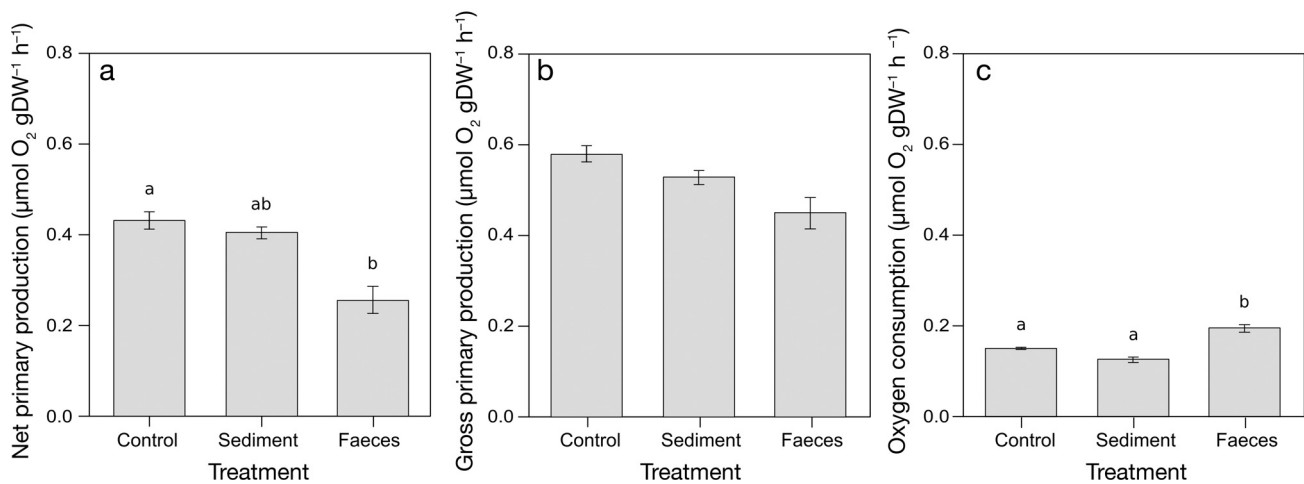 a
Net primary production (µmol O₂ gDW⁻¹ h⁻¹)
0.8
0.6
0.4
0.2
0.0
a
ab
b
Control Sediment Faeces
Treatment
b
Gross primary production (µmol O₂ gDW⁻¹ h⁻¹)
0.8
0.6
0.4
0.2
0.0
Control Sediment Faeces
Treatment
c
Oxygen consumption (µmol O₂ gDW⁻¹ h⁻¹)
0.8
0.6
0.4
0.2
0.0
a
a
b
Control Sediment Faeces
Treatment